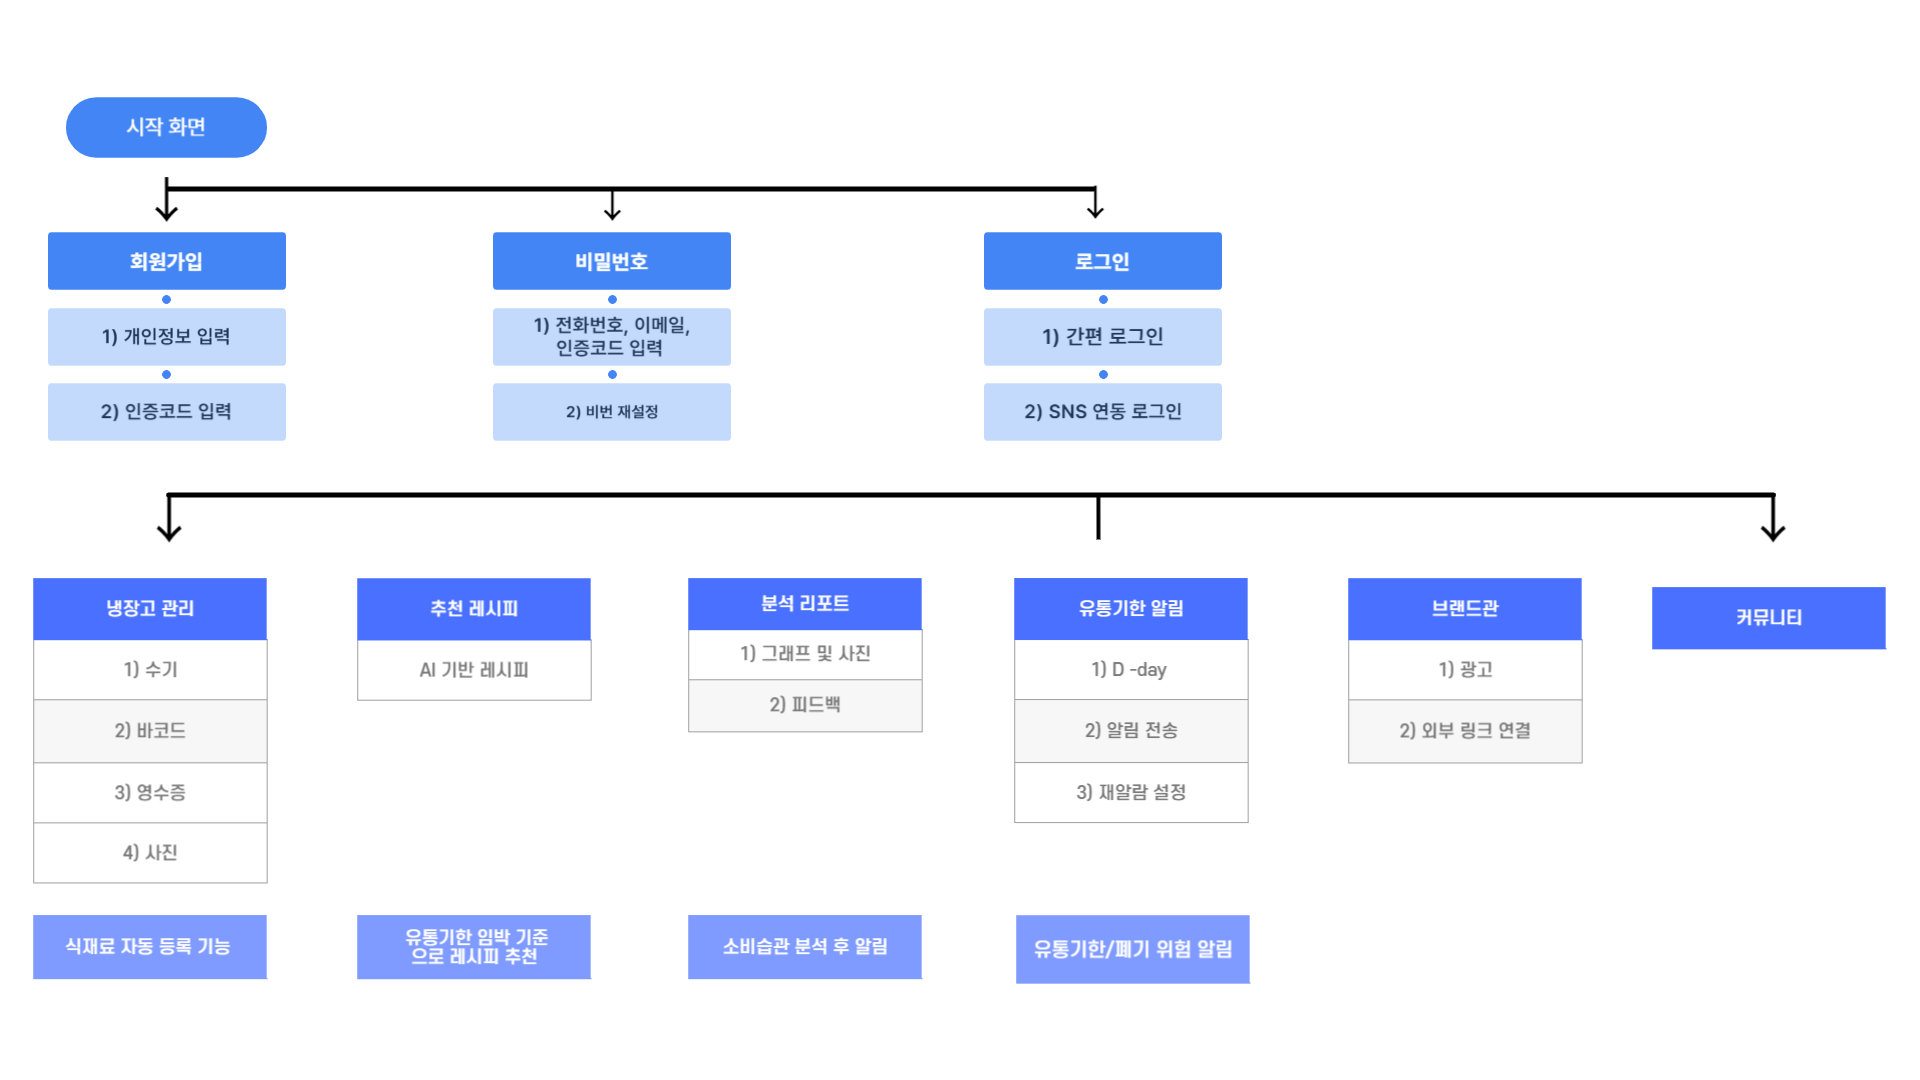 시작 화면
회원가입
1) 개인정보 입력
2) 인증코드 입력
비밀번호
1) 전화번호, 이메일,
인증코드 입력
2) 비번 재설정
로그인
1) 간편 로그인
2) SNS 연동 로그인
냉장고 관리
1) 수기
2) 바코드
3) 영수증
4) 사진
식재료 자동 등록 기능
추천 레시피
AI 기반 레시피
유통기한 임박 기준
으로 레시피 추천
분석 리포트
1) 그래프 및 사진
2) 피드백
소비습관 분석 후 알림
유통기한 알림
1) D -day
2) 알림 전송
3) 재알람 설정
유통기한/폐기 위험 알림
브랜드관
1) 광고
2) 외부 링크 연결
커뮤니티